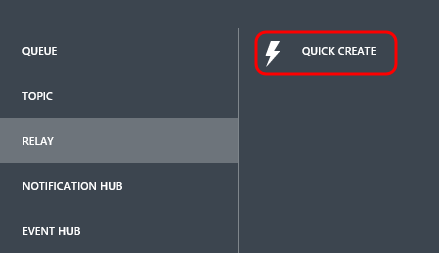 QUEUE
QUICK CREATE
TOPIC
RELAY
NOTIFICATION HUB
EVENT HUB